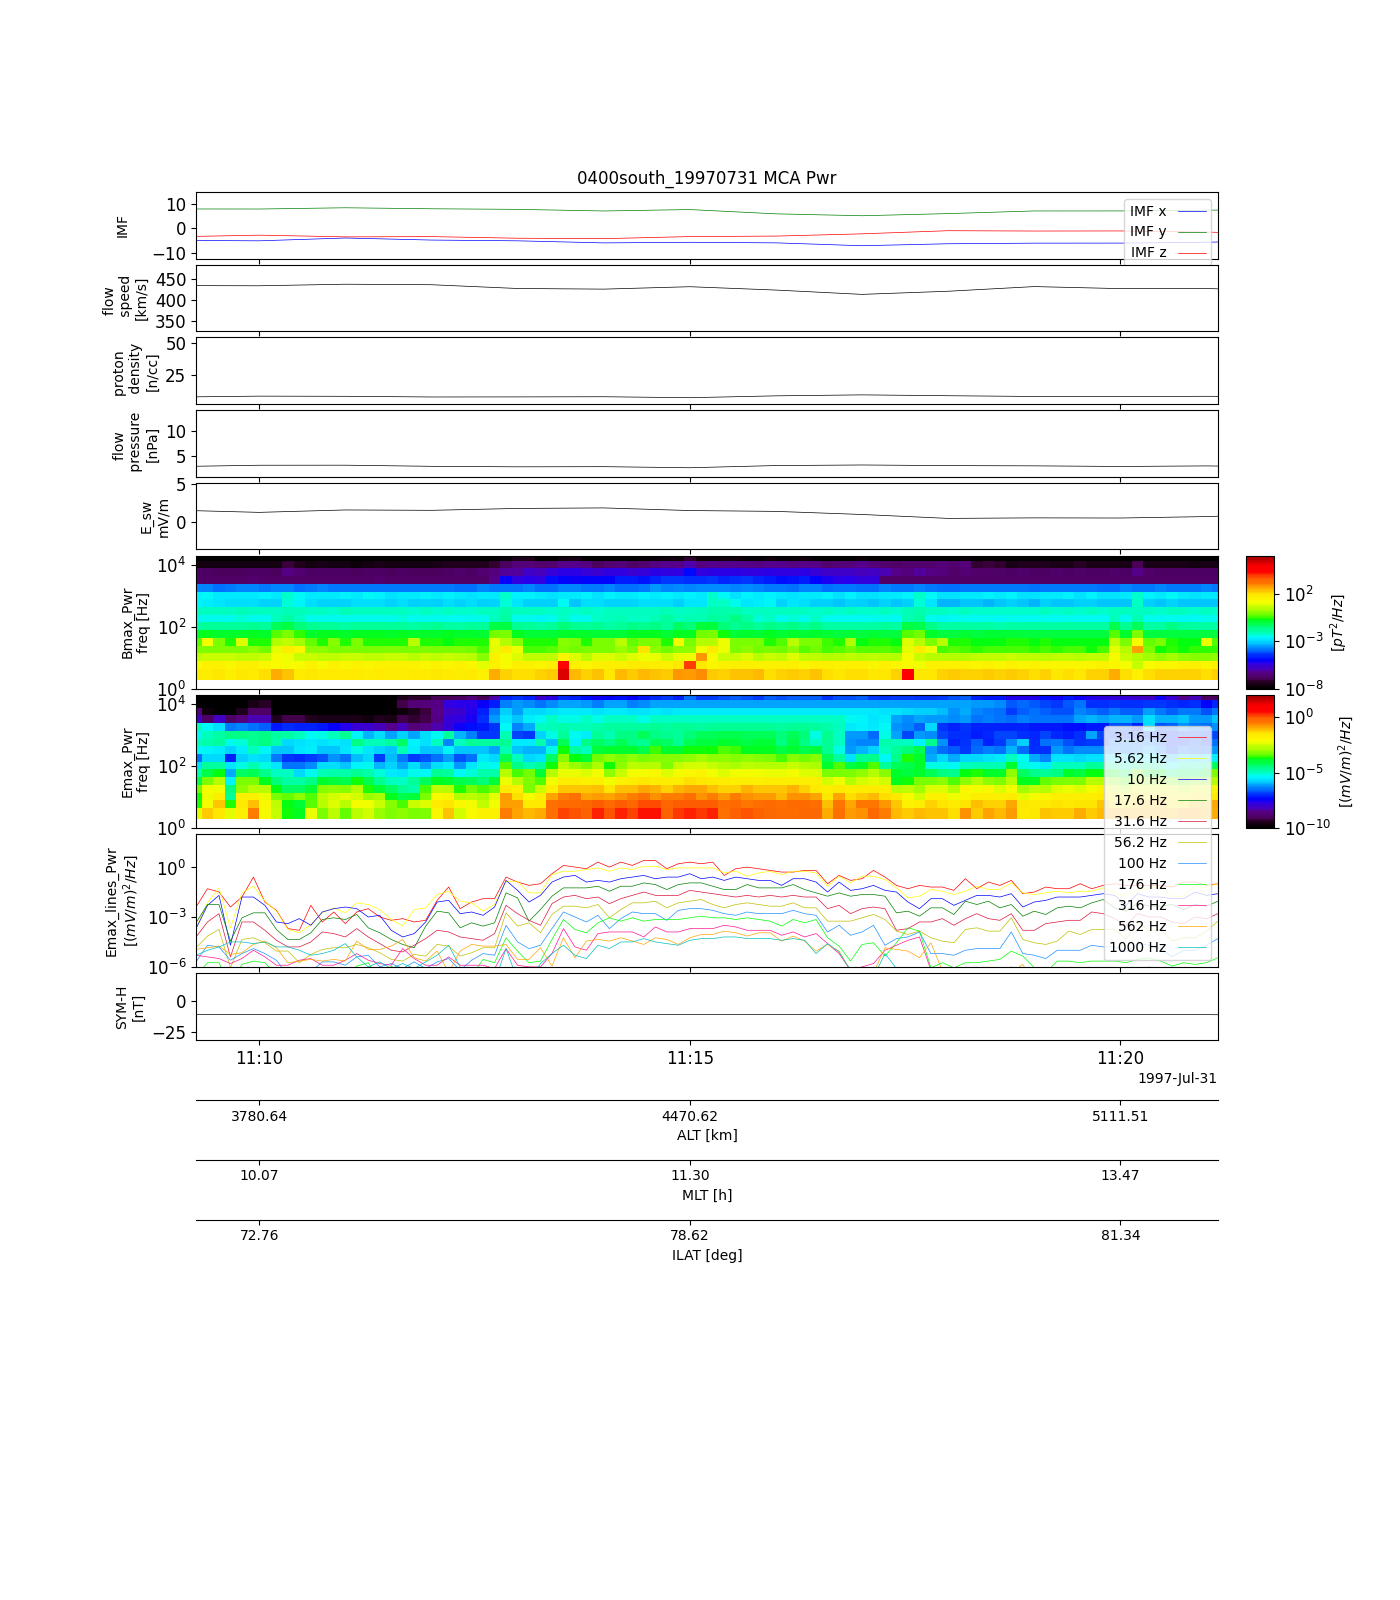 0400south_19970731 MCA Pwr
10
0
−10
IMF
IMF x
IMF y
IMF z
450
400
350
flow
speed
[km/s]
50
25
proton
density
[n/cc]
10
5
flow
pressure
[nPa]
5
0
E_sw
mV/m
10^4
10^2
10^0
Bmax_Pwr
freq [Hz]
10^2
10^−3
10^−8
[pT^2/Hz]
10^4
10^2
10^0
Emax_Pwr
freq [Hz]
10^0
10^−5
10^−10
[(mV/m)^2/Hz]
3.16 Hz
5.62 Hz
10 Hz
17.6 Hz
31.6 Hz
56.2 Hz
100 Hz
176 Hz
316 Hz
562 Hz
1000 Hz
10^0
10^−3
10^−6
Emax_lines_Pwr
[(mV/m)^2/Hz]
0
−25
SYM-H
[nT]
11:10 11:15 11:20
1997-Jul-31
3780.64 4470.62 5111.51
ALT [km]
10.07 11.30 13.47
MLT [h]
72.76 78.62 81.34
ILAT [deg]